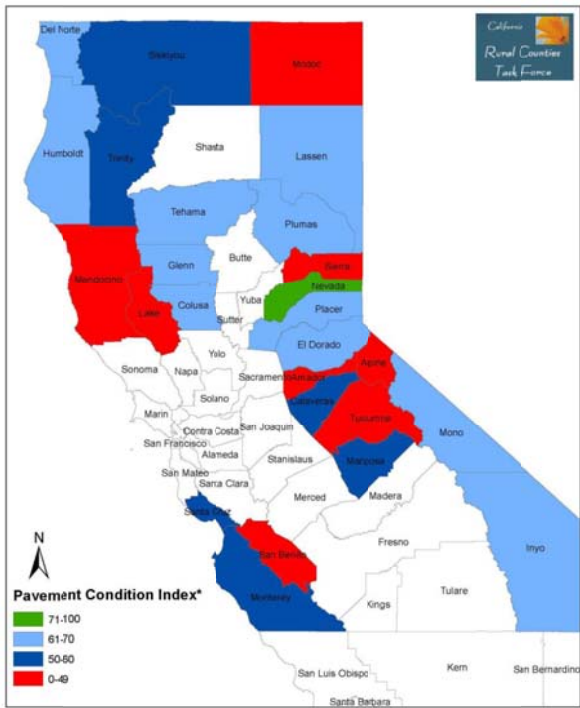 California
Rural Counties
Task Force
Del Norte
Siskiyou
Modoc
Humboldt
Trinity
Shasta
Lassen
Tehama
Plumas
Mendocino
Glenn
Butte
Sierra
Lake
Colusa
Yuba
Nevada
Sutter
Placer
Yolo
El Dorado
Sonoma
Napa
Sacramento
Amador
Alpine
Solano
Calaveras
Marin
Tuolumne
Mono
Contra Costa
San Joaquin
San Francisco
Alameda
Stanislaus
Mariposa
San Mateo
Santa Clara
Merced
Madera
Santa Cruz
Fresno
Inyo
San Benito
N
Monterey
Kings
Tulare
Pavement Condition Index*
71-100
61-70
50-60
0-49
San Luis Obispo
Kern
San Bernardino
Santa Barbara